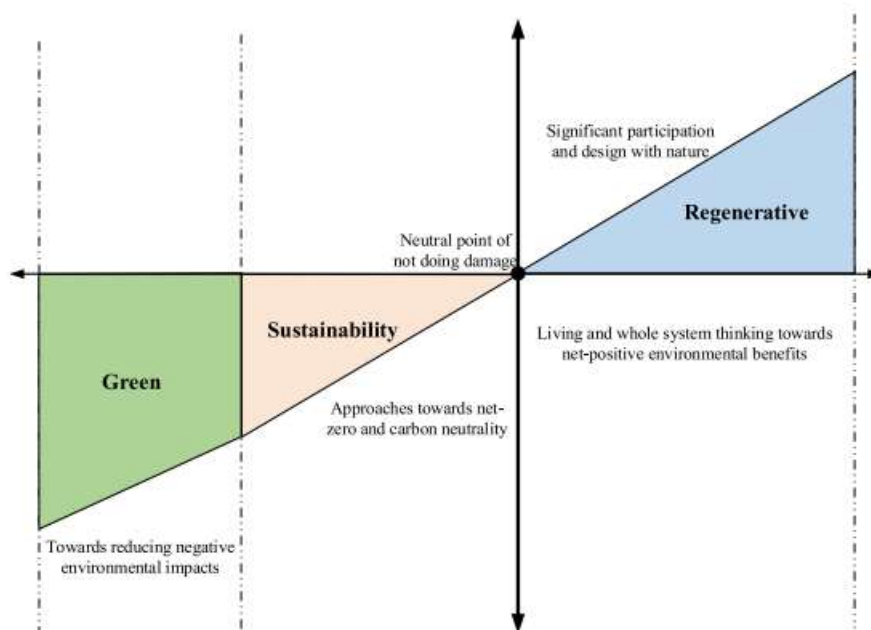 Significant participation
and design with nature
Regenerative
Neutral point of
not doing damage
Sustainability
Living and whole system thinking towards
net-positive environmental benefits
Green
Approaches towards net-
zero and carbon neutrality
Towards reducing negative
environmental impacts